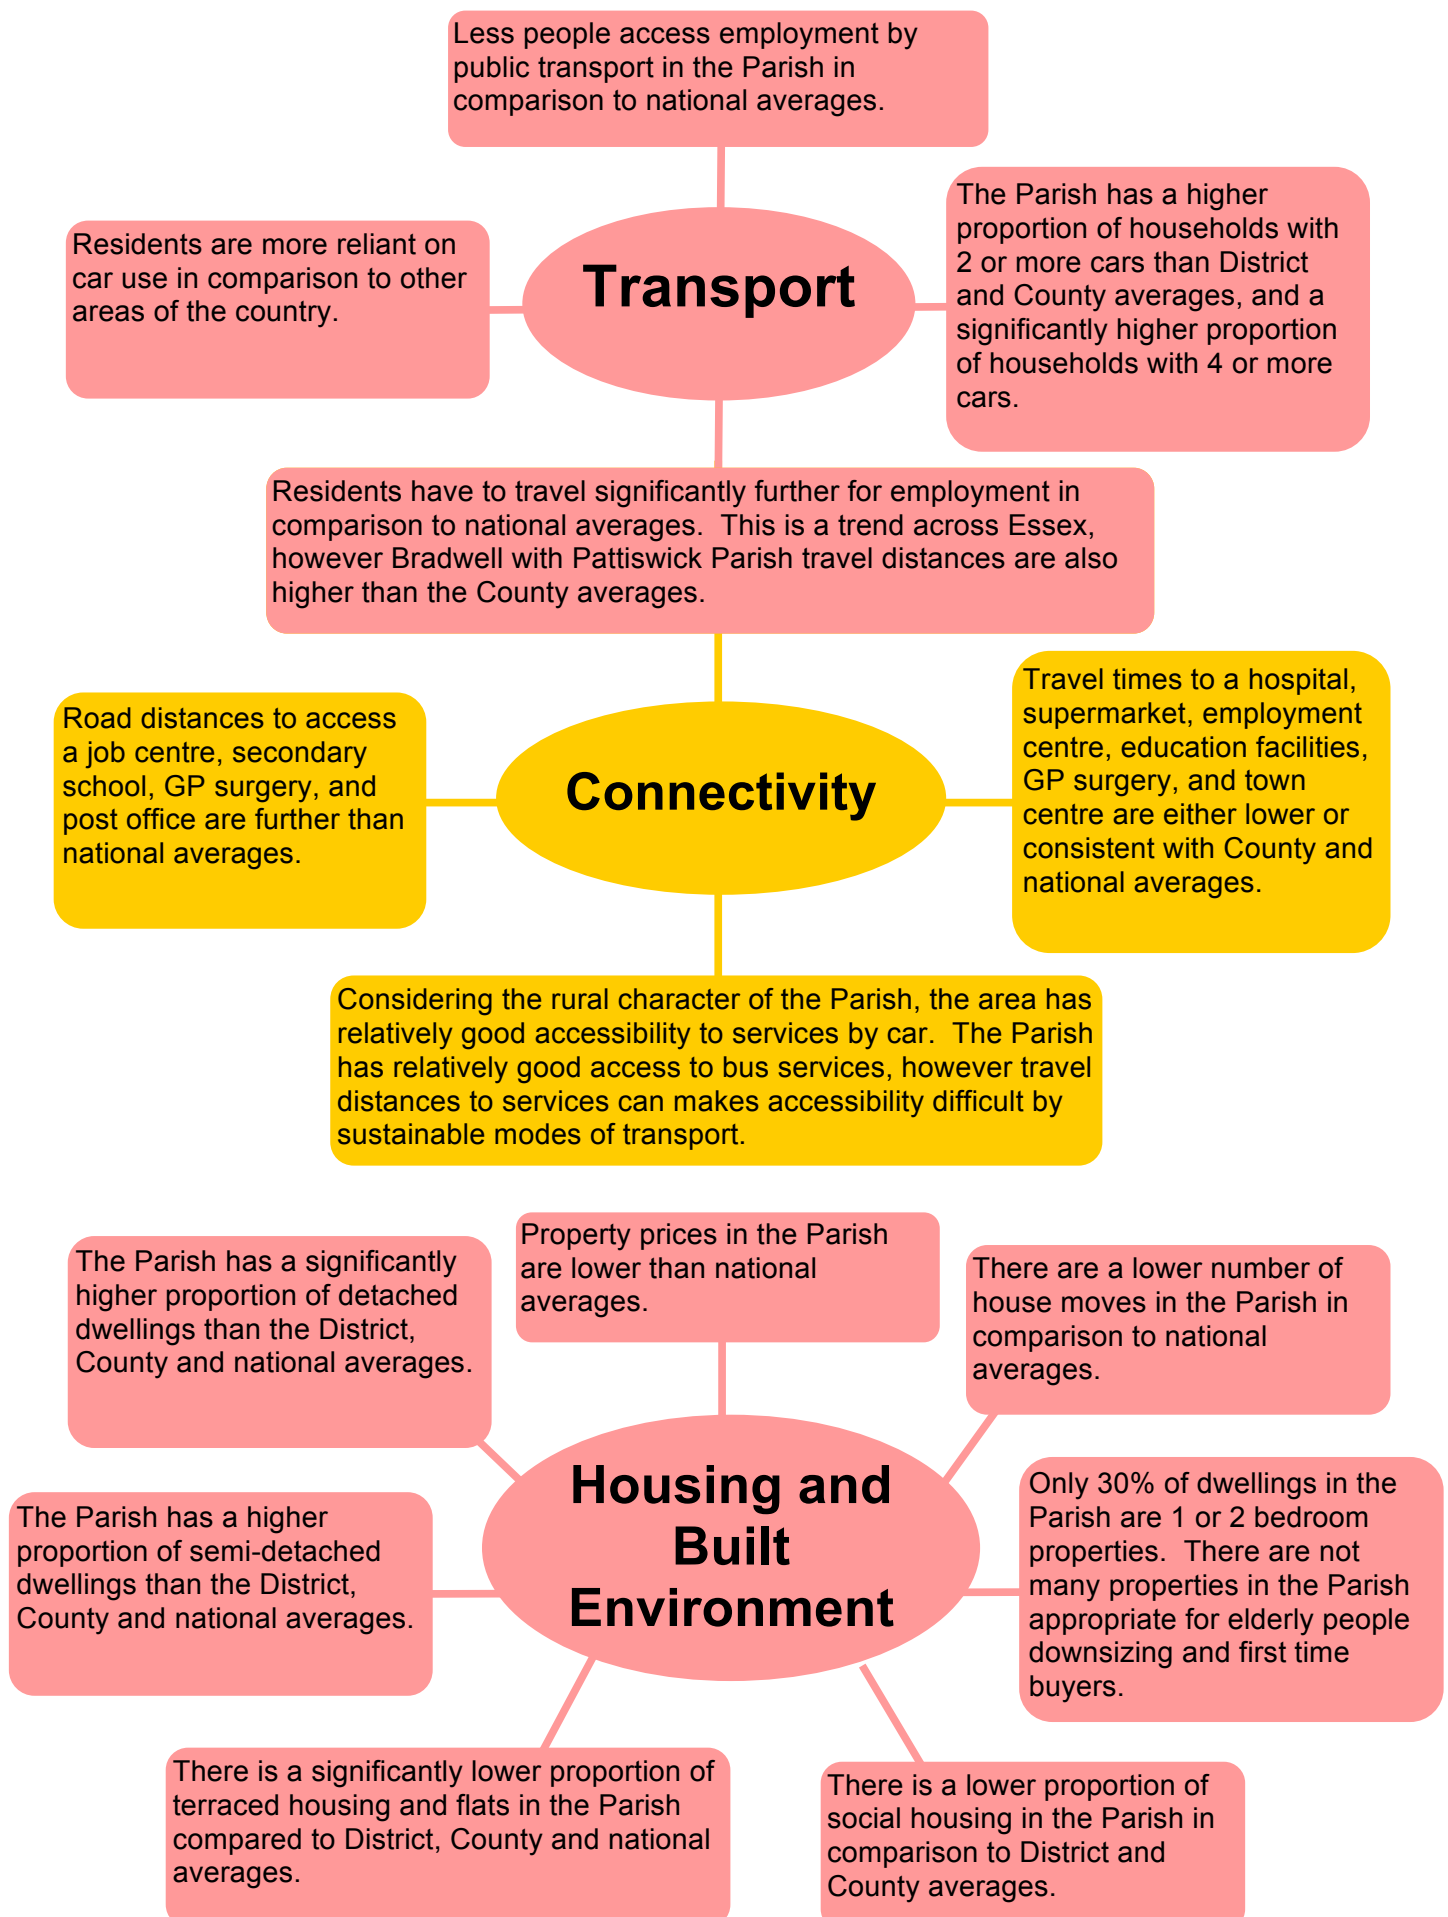 Less people access employment by
public transport in the Parish in
comparison to national averages.
Residents are more reliant on
car use in comparison to other
areas of the country.
Transport
The Parish has a higher
proportion of households with
2 or more cars than District
and County averages, and a
significantly higher proportion
of households with 4 or more
cars.
Residents have to travel significantly further for employment in
comparison to national averages.  This is a trend across Essex,
however Bradwell with Pattiswick Parish travel distances are also
higher than the County averages.
Road distances to access
a job centre, secondary
school, GP surgery, and
post office are further than
national averages.
Connectivity
Travel times to a hospital,
supermarket, employment
centre, education facilities,
GP surgery, and town
centre are either lower or
consistent with County and
national averages.
Considering the rural character of the Parish, the area has
relatively good accessibility to services by car.  The Parish
has relatively good access to bus services, however travel
distances to services can makes accessibility difficult by
sustainable modes of transport.
The Parish has a significantly
higher proportion of detached
dwellings than the District,
County and national averages.
Property prices in the Parish
are lower than national
averages.
There are a lower number of
house moves in the Parish in
comparison to national
averages.
The Parish has a higher
proportion of semi-detached
dwellings than the District,
County and national averages.
Housing and
Built
Environment
Only 30% of dwellings in the
Parish are 1 or 2 bedroom
properties.  There are not
many properties in the Parish
appropriate for elderly people
downsizing and first time
buyers.
There is a significantly lower proportion of
terraced housing and flats in the Parish
compared to District, County and national
averages.
There is a lower proportion of
social housing in the Parish in
comparison to District and
County averages.